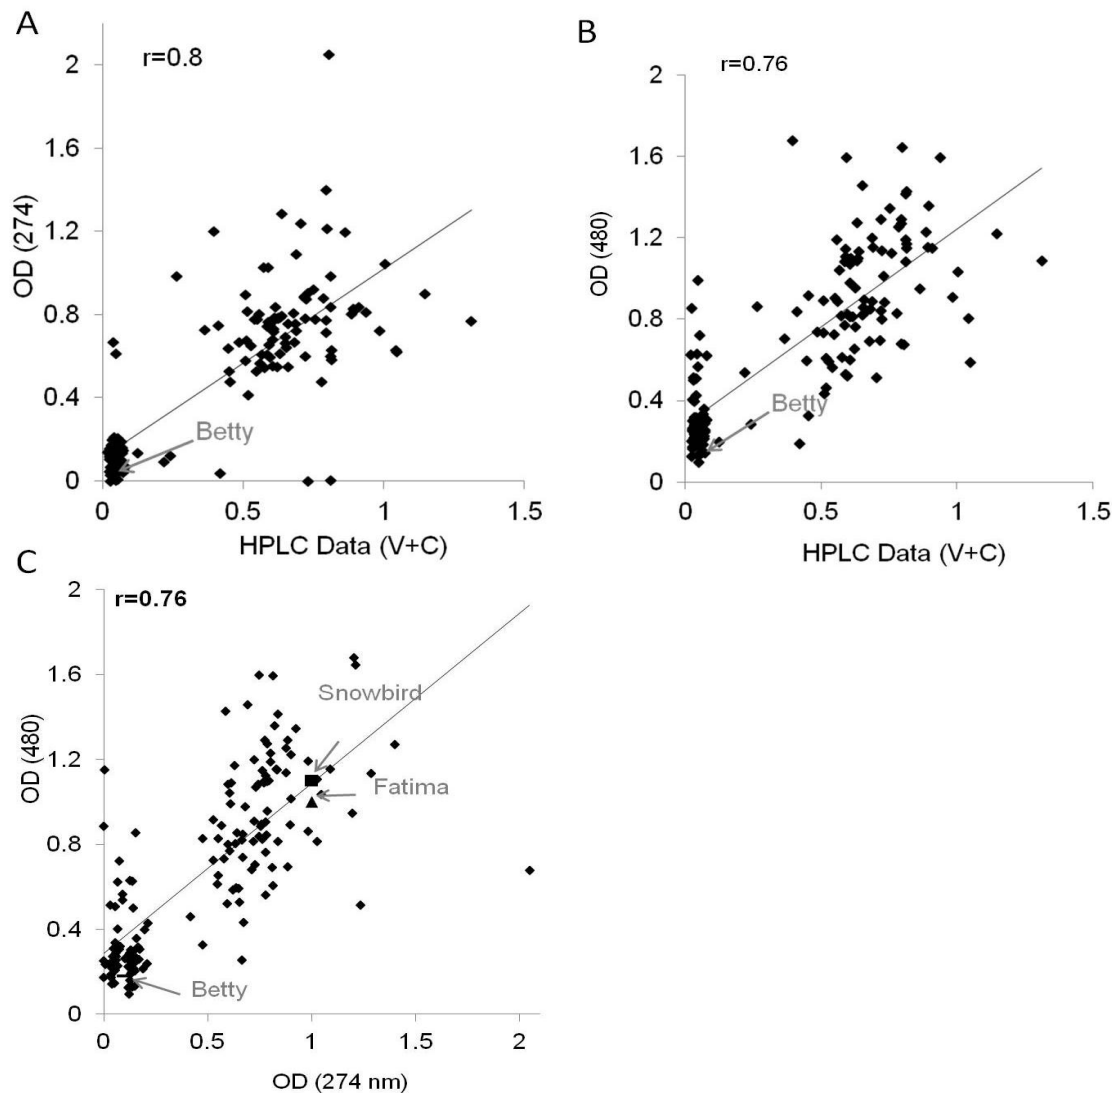 A
r=0.8
2
1.6
1.2
0.8
0.4
0
OD (274)
Betty
0 0.5 1 1.5
HPLC Data (V+C)
B
r=0.76
2
1.6
1.2
0.8
0.4
0
OD (480)
Betty
0 0.5 1 1.5
HPLC Data (V+C)
C
r=0.76
2
1.6
1.2
0.8
0.4
0
OD (480)
Snowbird
Fatima
Betty
0 0.5 1 1.5 2
OD (274 nm)